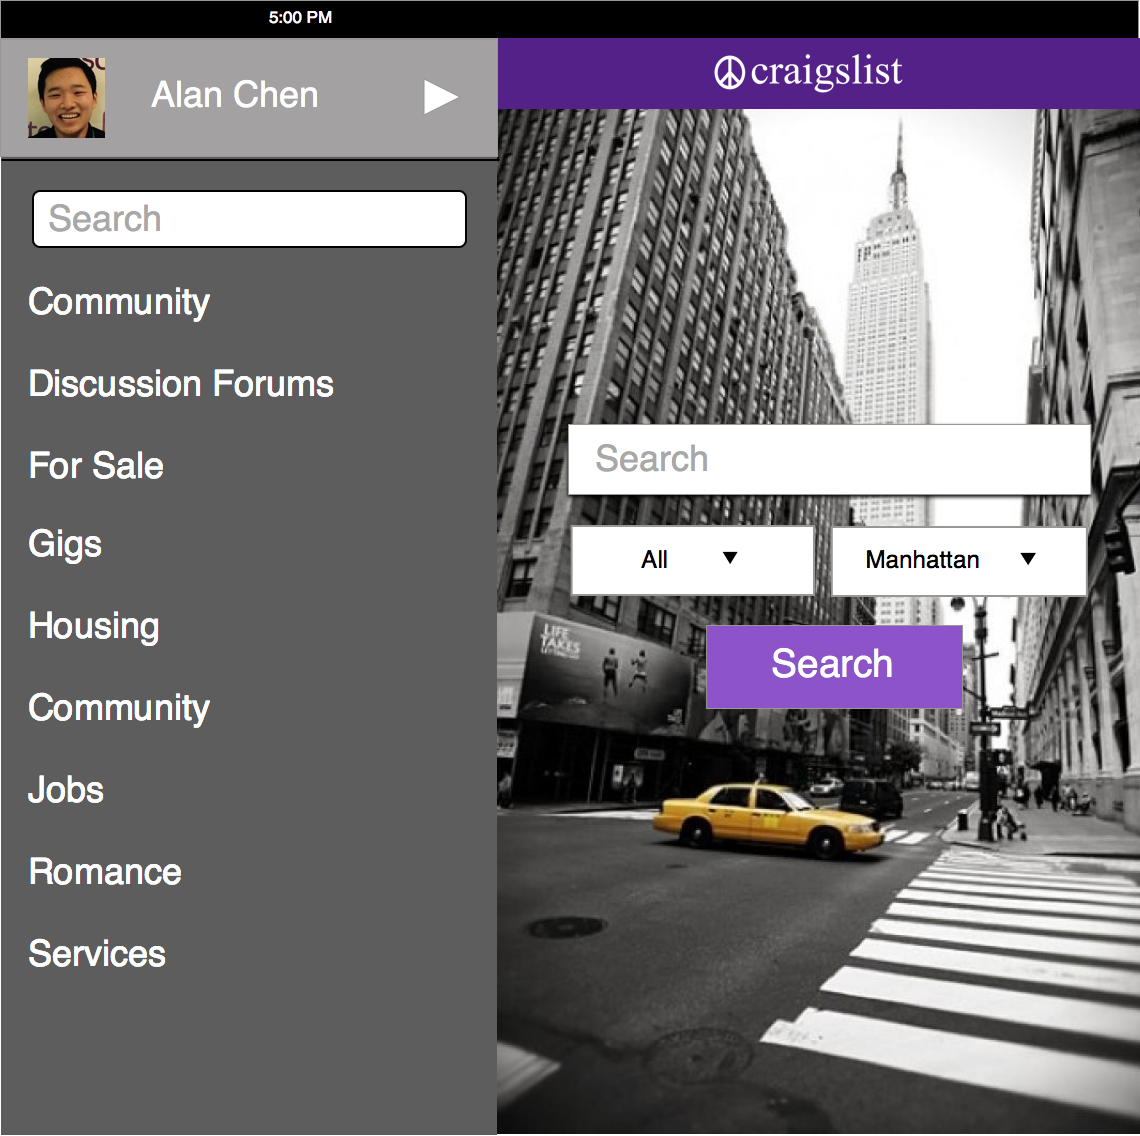 5:00 PM
Alan Chen
Search
Community
Discussion Forums
For Sale
Gigs
Housing
Community
Jobs
Romance
Services
craigslist
Search
All
Manhattan
Search
LIFE
TAKES